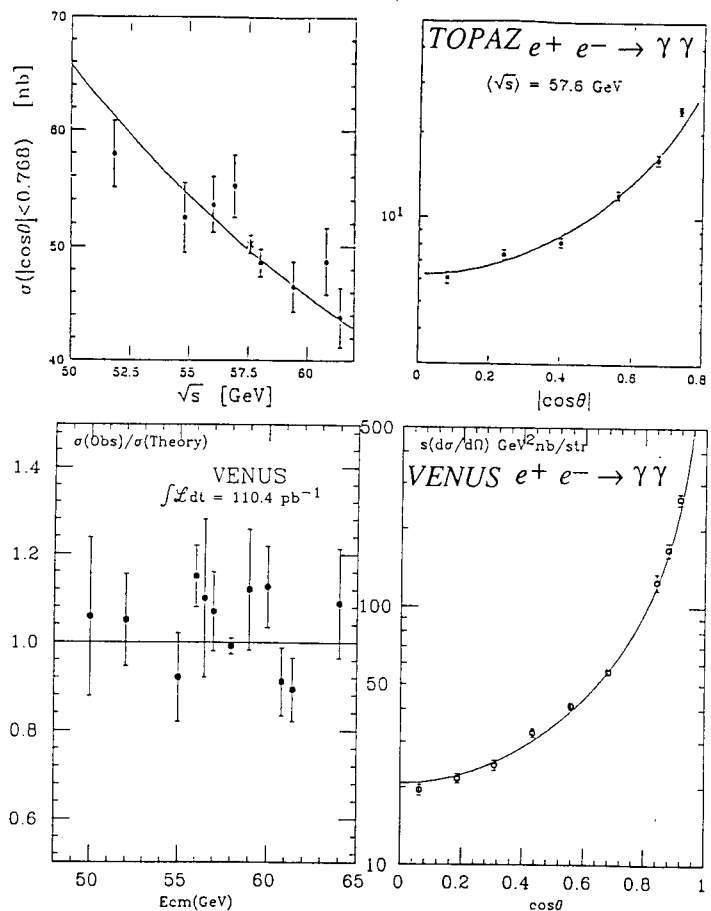 70
60
50
40
σ(|cosθ|<0.768) [nb]
50 52.5 55 57.5 60
√s [GeV]
TOPAZ e+ e− → γ γ
⟨√s⟩ = 57.6 GeV
10¹
0 0.2 0.4 0.6 0.8
|cosθ|
σ(Obs)/σ(Theory)
VENUS
∫ℒdt = 110.4 pb⁻¹
1.4
1.2
1.0
0.8
0.6
50 55 60 65
Ecm(GeV)
s(dσ/dΩ) GeV²nb/str
VENUS e+ e− → γ γ
500
100
50
10
0 0.2 0.4 0.6 0.8 1
cosθ